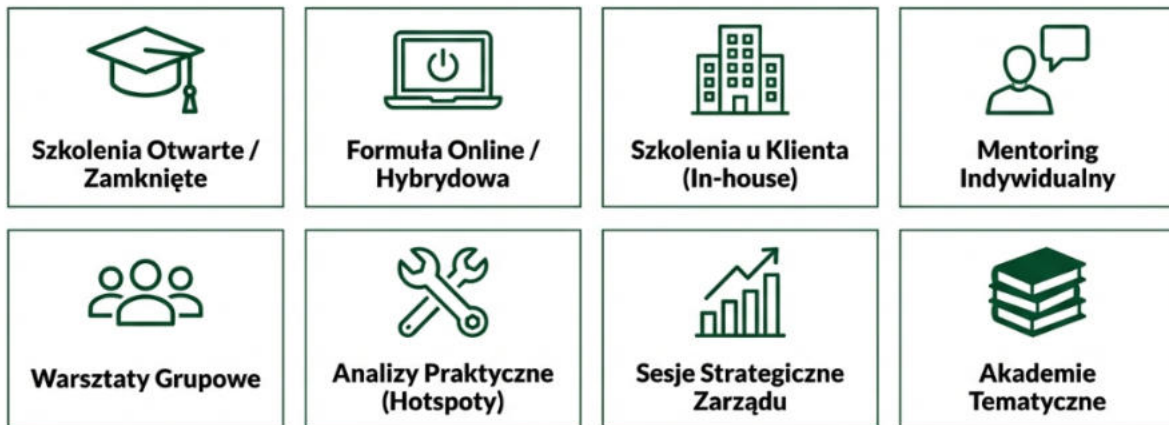 Szkolenia Otwarte /
Zamknięte
Formuła Online /
Hybrydowa
Szkolenia u Klienta
(In-house)
Mentoring
Indywidualny
Warsztaty Grupowe
Analizy Praktyczne
(Hotspoty)
Sesje Strategiczne
Zarządu
Akademie
Tematyczne